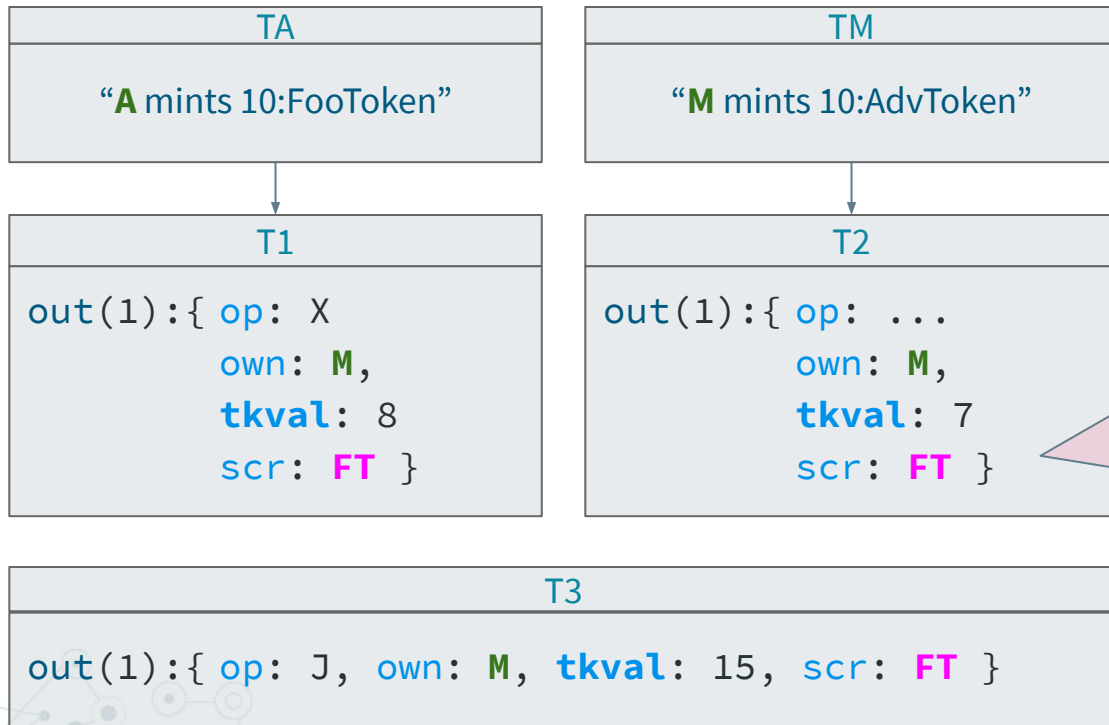 TA
“A mints 10:FooToken”
TM
“M mints 10:AdvToken”
T1
out(1):{ op: X
own: M,
tkval: 8
scr: FT }
T2
out(1):{ op: ...
own: M,
tkval: 7
scr: FT }
T3
out(1):{ op: J, own: M, tkval: 15, scr: FT }